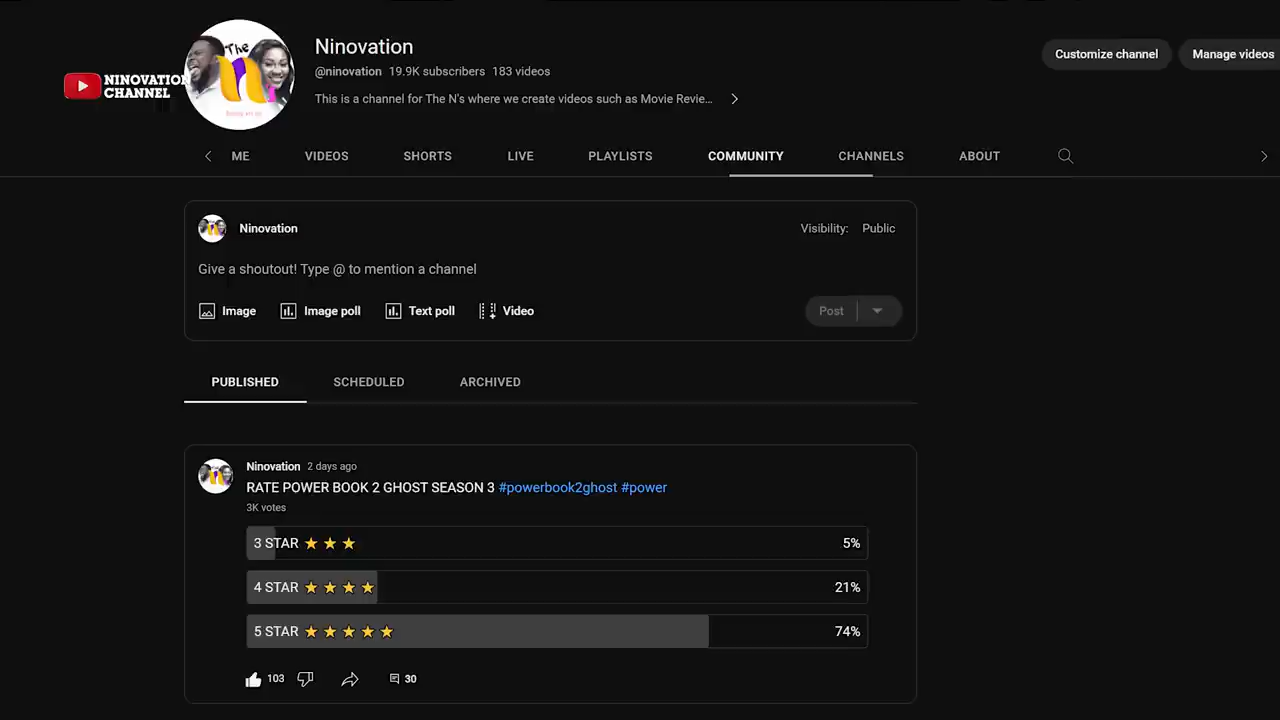 Ninovation
@ninovation 19.9K subscribers 183 videos
This is a channel for The N's where we create videos such as Movie Revie...
Customize channel
Manage videos
NINOVATION
CHANNEL
The
ME VIDEOS SHORTS LIVE PLAYLISTS COMMUNITY CHANNELS ABOUT
Ninovation
Visibility: Public
Give a shoutout! Type @ to mention a channel
Image Image poll Text poll Video
Post
PUBLISHED SCHEDULED ARCHIVED
Ninovation 2 days ago
RATE POWER BOOK 2 GHOST SEASON 3 #powerbook2ghost #power
3K votes
3 STAR ★ ★ ★ 5%
4 STAR ★ ★ ★ ★ 21%
5 STAR ★ ★ ★ ★ ★ 74%
103
30